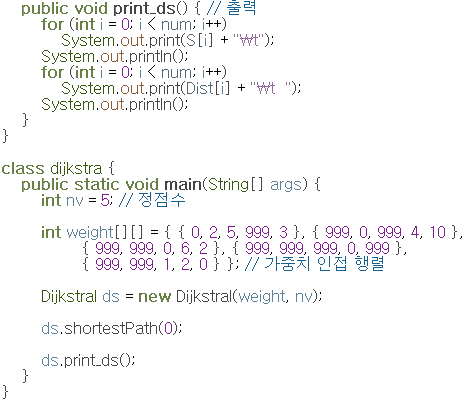 public void print_ds() { // 출력
for (int i = 0; i < num; i++)
System.out.print(S[i] + "₩t");
System.out.println();
for (int i = 0; i < num; i++)
System.out.print(Dist[i] + "₩t  ");
System.out.println();
}
}
class dijkstra {
public static void main(String[] args) {
int nv = 5; // 정점수
int weight[][] = { { 0, 2, 5, 999, 3 }, { 999, 0, 999, 4, 10 },
{ 999, 999, 0, 6, 2 }, { 999, 999, 999, 0, 999 },
{ 999, 999, 1, 2, 0 } }; // 가중치 인접 행렬
Dijkstral ds = new Dijkstral(weight, nv);
ds.shortestPath(0);
ds.print_ds();
}
}